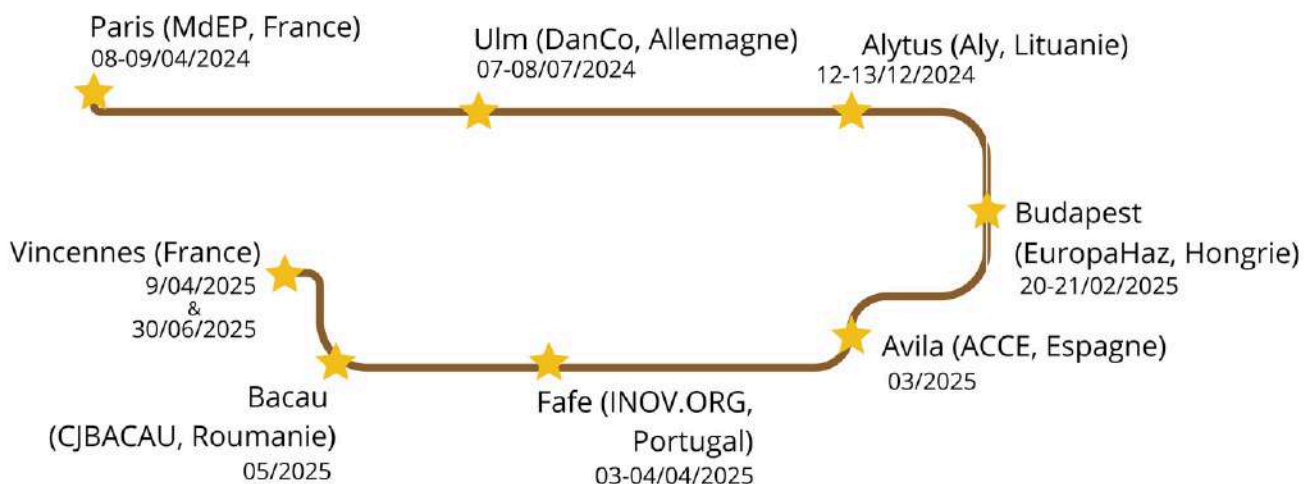 Paris (MdEP, France)
08-09/04/2024
Ulm (DanCo, Allemagne)
07-08/07/2024
Alytus (Aly, Lituanie)
12-13/12/2024
Budapest
(EuropaHaz, Hongrie)
20-21/02/2025
Avila (ACCE, Espagne)
03/2025
Fafe (INOV.ORG,
Portugal)
03-04/04/2025
Bacau
(CJBACAU, Roumanie)
05/2025
Vincennes (France)
9/04/2025
&
30/06/2025